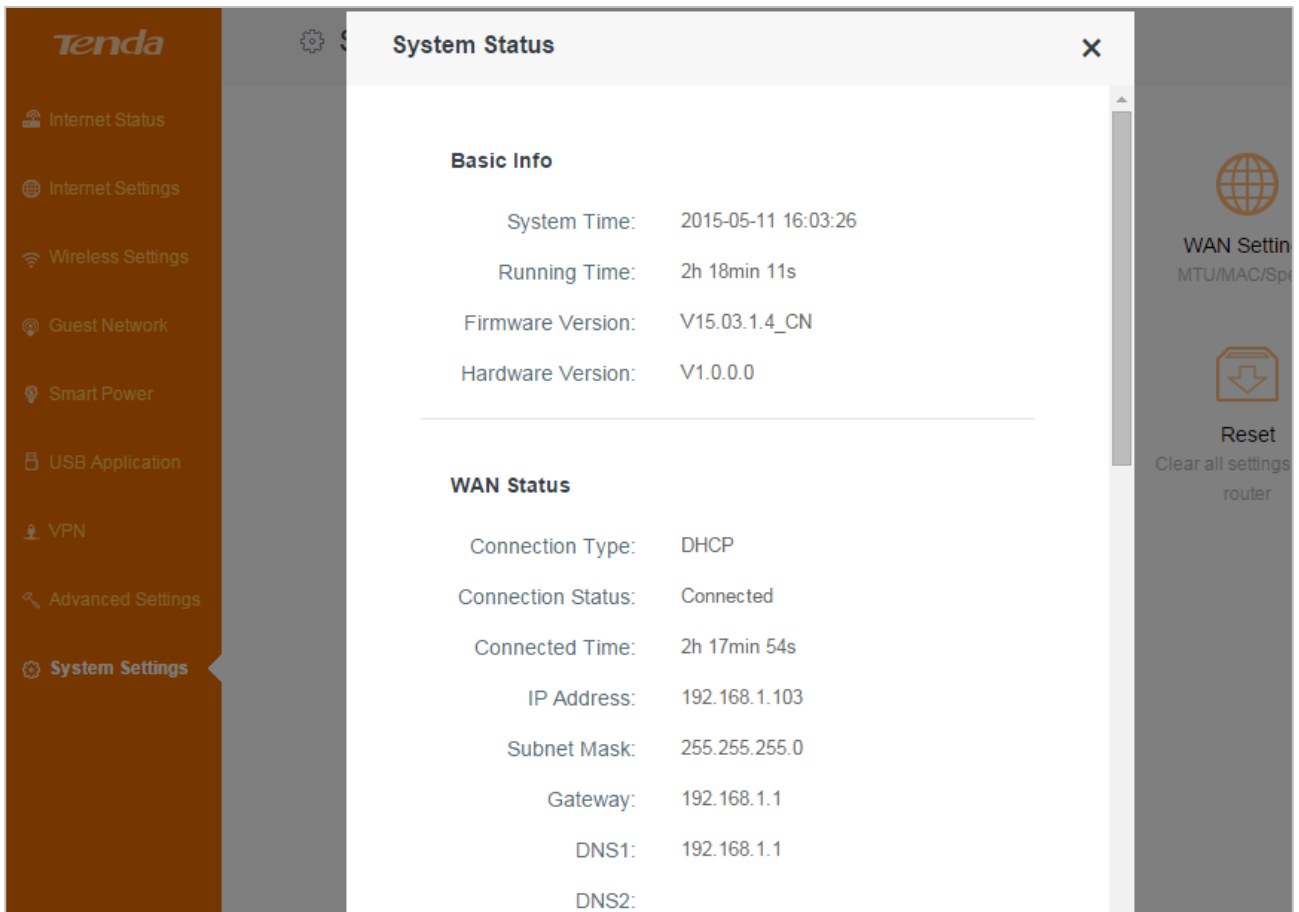 Tenda
Internet Status
Internet Settings
Wireless Settings
Guest Network
Smart Power
USB Application
VPN
Advanced Settings
System Settings
System Status
Basic Info
System Time: 2015-05-11 16:03:26
Running Time: 2h 18min 11s
Firmware Version: V15.03.1.4_CN
Hardware Version: V1.0.0.0
WAN Status
Connection Type: DHCP
Connection Status: Connected
Connected Time: 2h 17min 54s
IP Address: 192.168.1.103
Subnet Mask: 255.255.255.0
Gateway: 192.168.1.1
DNS1: 192.168.1.1
DNS2:
WAN
MTU/MAC/
Reset
Clear all settings
router